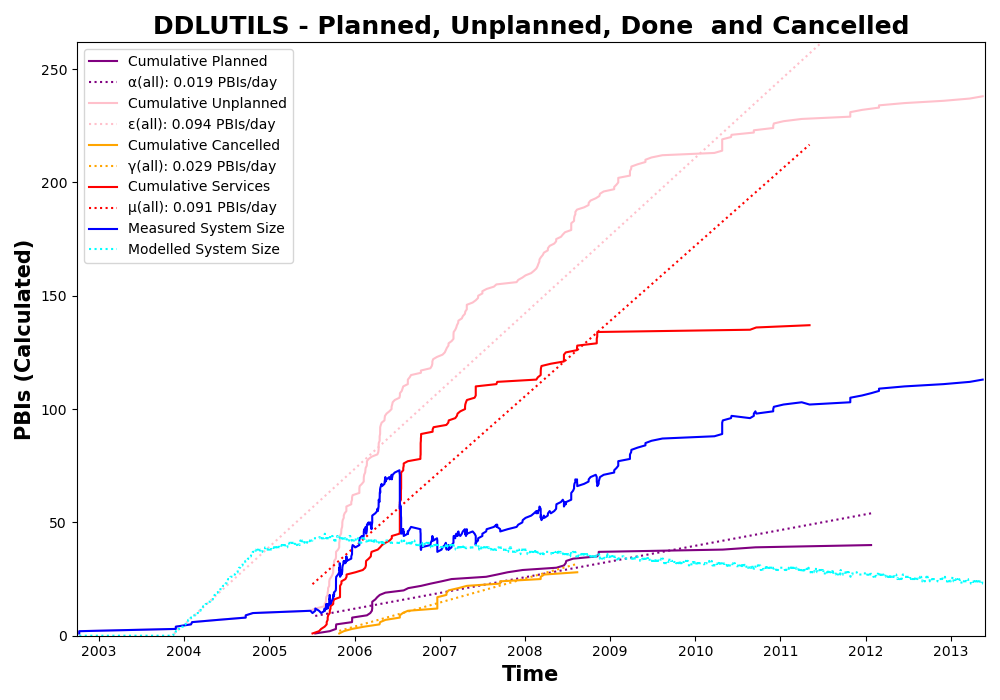 DDLUTILS - Planned, Unplanned, Done  and Cancelled
PBIs (Calculated)
250
200
150
100
50
0
Cumulative Planned
α(all): 0.019 PBIs/day
Cumulative Unplanned
ε(all): 0.094 PBIs/day
Cumulative Cancelled
γ(all): 0.029 PBIs/day
Cumulative Services
μ(all): 0.091 PBIs/day
Measured System Size
Modelled System Size
2003 2004 2005 2006 2007 2008 2009 2010 2011 2012 2013
Time